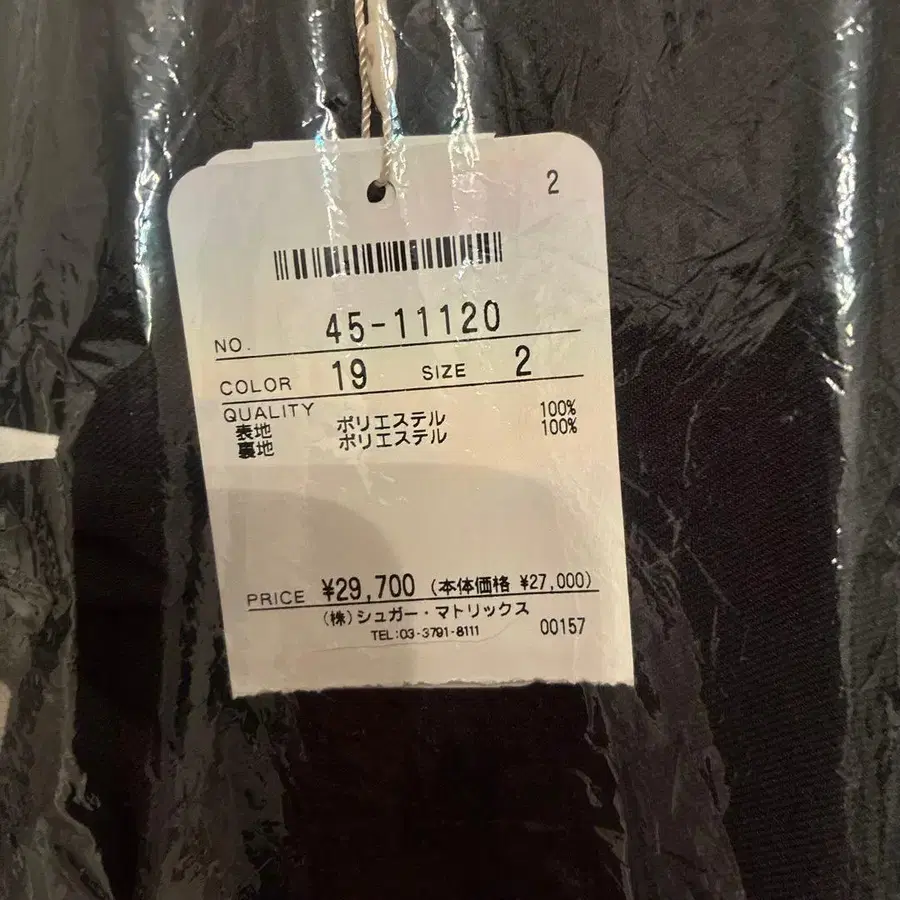 2
NO. 45-11120
COLOR 19 SIZE 2
QUALITY
表地 ポリエステル 100%
裏地 ポリエステル 100%
PRICE ¥29,700 (本体価格 ¥27,000)
(株)シュガー・マトリックス
TEL:03-3791-8111 00157